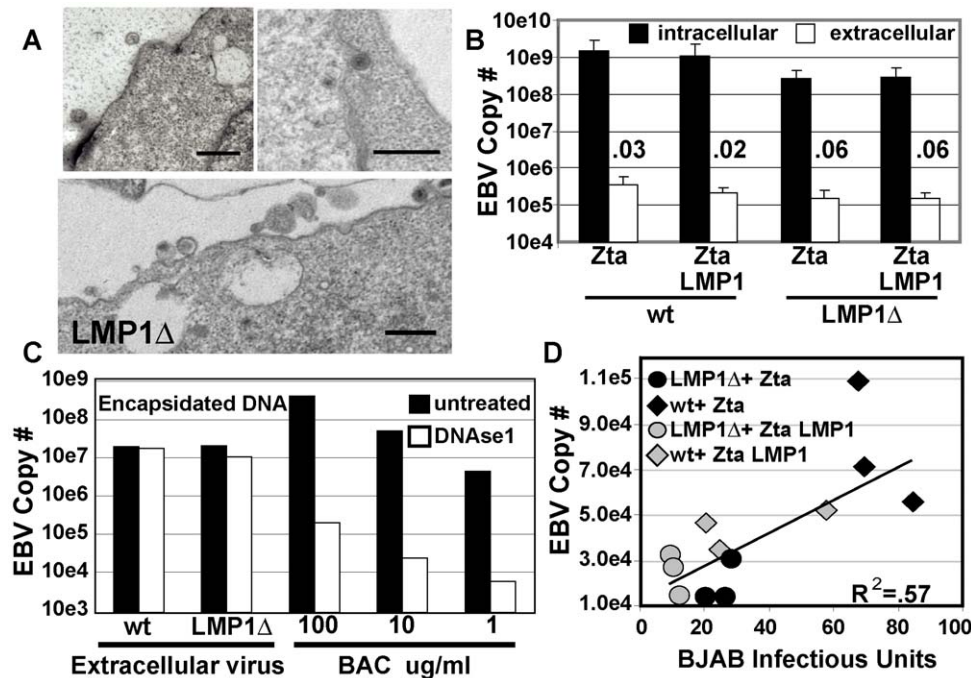 A
LMP1Δ
B
EBV Copy #
10e10
10e9
10e8
10e7
10e6
10e5
10e4
intracellular
extracellular
.03
.02
.06
.06
Zta
Zta
LMP1
Zta
Zta
LMP1
wt
LMP1Δ
C
EBV Copy #
10e9
10e8
10e7
10e6
10e5
10e4
10e3
Encapsidated DNA
untreated
DNAse1
wt
LMP1Δ
100
10
1
Extracellular virus
BAC ug/ml
D
EBV Copy #
1.1e5
9.0e4
7.0e4
5.0e4
3.0e4
1.0e4
LMP1Δ+ Zta
wt+ Zta
LMP1Δ+ Zta LMP1
wt+ Zta LMP1
R²=.57
0
20
40
60
80
100
BJAB Infectious Units